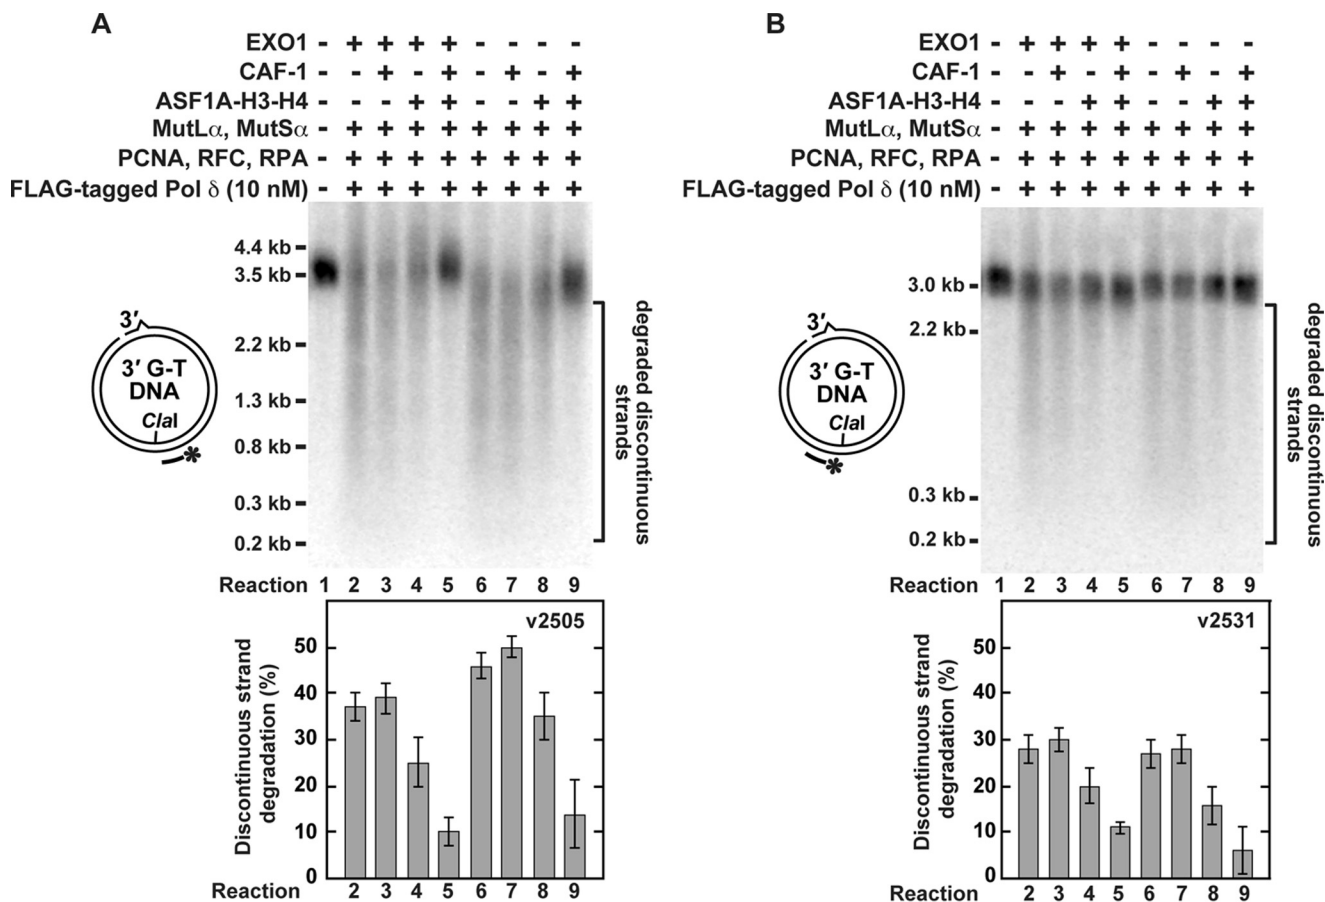 A
EXO1 - + + + + - - - -
CAF-1 - - + - + - + - +
ASF1A-H3-H4 - - - + + - - + +
MutLα, MutSα - + + + + + + + +
PCNA, RFC, RPA - + + + + + + + +
FLAG-tagged Pol δ (10 nM) - + + + + + + + +
4.4 kb
3.5 kb
2.2 kb
1.3 kb
0.8 kb
0.3 kb
0.2 kb
3′
3′ G-T
DNA
ClaI
*
degraded discontinuous
strands
Reaction 1 2 3 4 5 6 7 8 9
v2505
Discontinuous strand
degradation (%)
50
40
30
20
10
0
Reaction 2 3 4 5 6 7 8 9
B
EXO1 - + + + + - - - -
CAF-1 - - + - + - + - +
ASF1A-H3-H4 - - - + + - - + +
MutLα, MutSα - + + + + + + + +
PCNA, RFC, RPA - + + + + + + + +
FLAG-tagged Pol δ (10 nM) - + + + + + + + +
3.0 kb
2.2 kb
0.3 kb
0.2 kb
3′
3′ G-T
DNA
ClaI
*
degraded discontinuous
strands
Reaction 1 2 3 4 5 6 7 8 9
v2531
Discontinuous strand
degradation (%)
50
40
30
20
10
0
Reaction 2 3 4 5 6 7 8 9